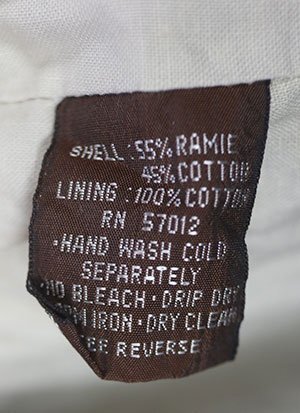 SHELL: 55% RAMIE
45% COTTON
LINING: 100% COTTON
RN 57012
·HAND WASH COLD
SEPARATELY
NO BLEACH · DRIP DRY
IRON · DRY CLEAN
REVERSE